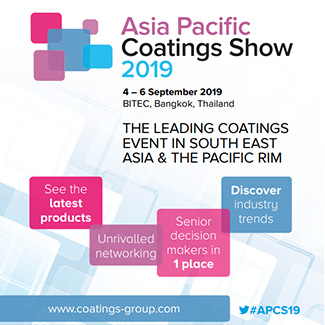 Asia Pacific
Coatings Show
2019
4 – 6 September 2019
BITEC, Bangkok, Thailand
THE LEADING COATINGS
EVENT IN SOUTH EAST
ASIA & THE PACIFIC RIM
See the
latest
products
Unrivalled
networking
Senior
decision
makers in
1 place
Discover
industry
trends
www.coatings-group.com
#APCS19